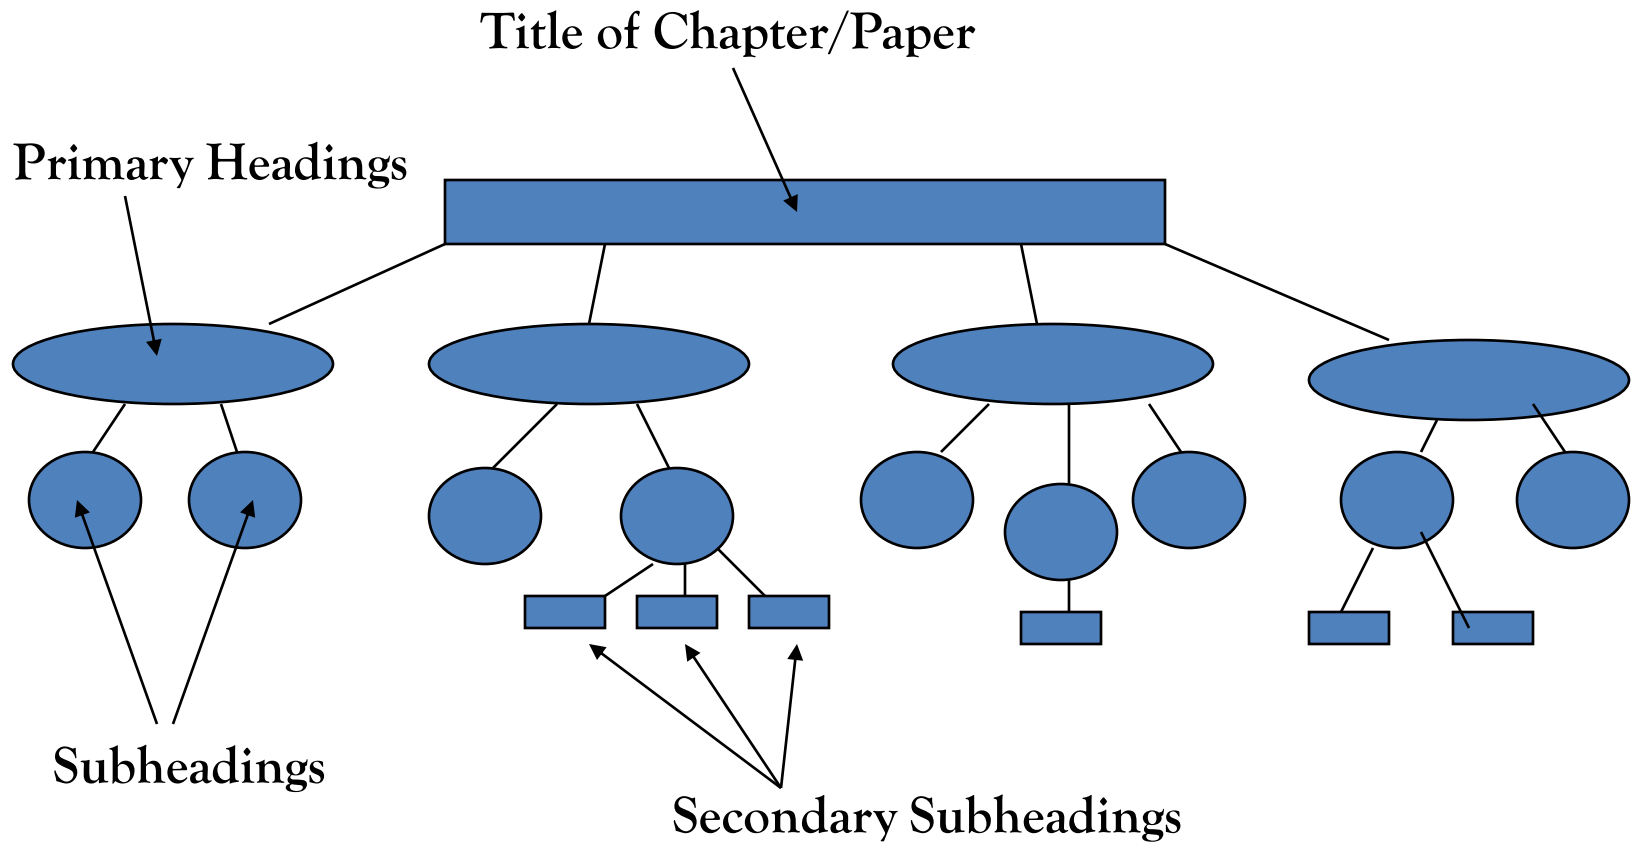 Title of Chapter/Paper
Primary Headings
Subheadings
Secondary Subheadings